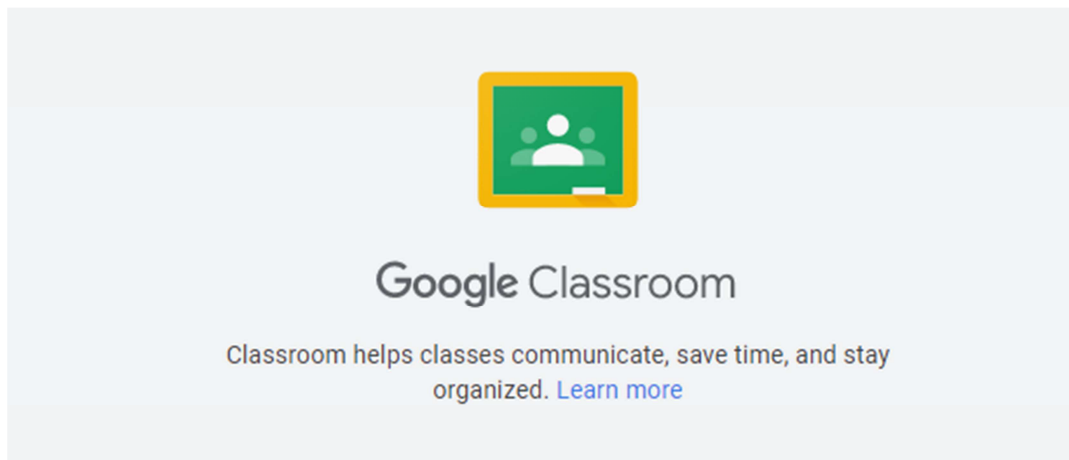 Google Classroom
Classroom helps classes communicate, save time, and stay
organized. Learn more